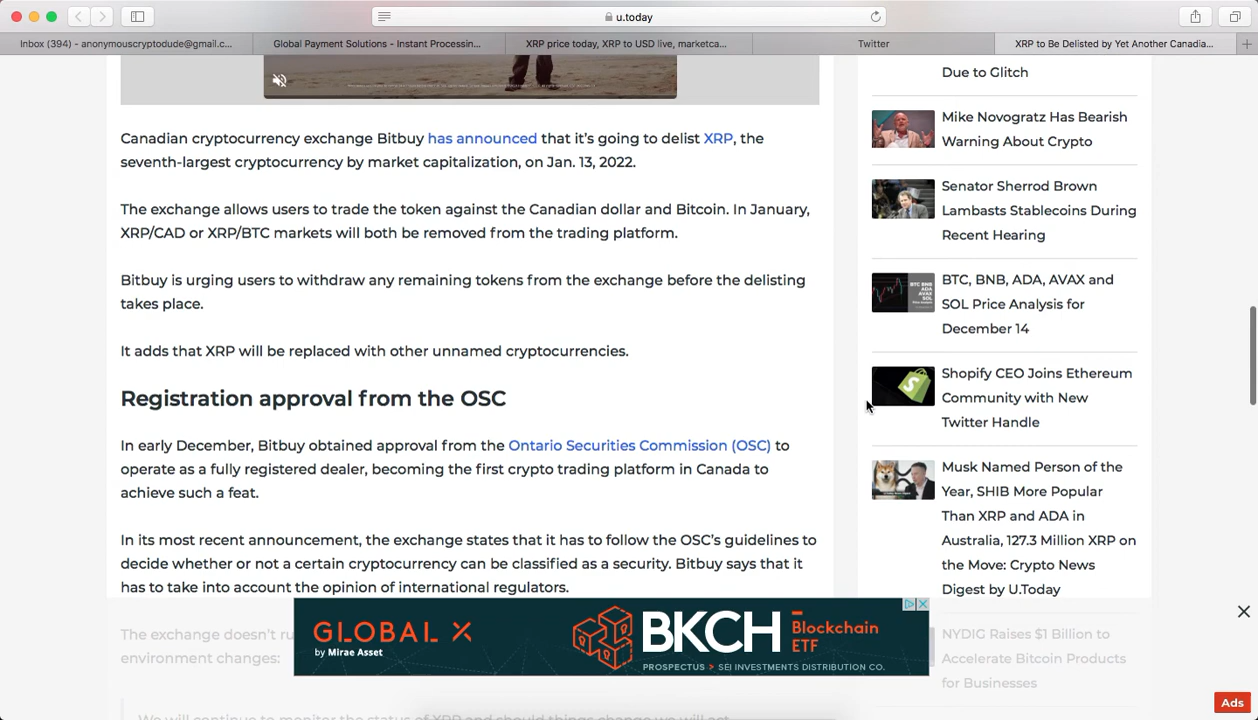 u.today
Inbox (394) - anonymouscryptodude@gmail.c...
Global Payment Solutions - Instant Processin...
XRP price today, XRP to USD live, marketca...
Twitter
XRP to Be Delisted by Yet Another Canadia...
Canadian cryptocurrency exchange Bitbuy has announced that it's going to delist XRP, the
seventh-largest cryptocurrency by market capitalization, on Jan. 13, 2022.
The exchange allows users to trade the token against the Canadian dollar and Bitcoin. In January,
XRP/CAD or XRP/BTC markets will both be removed from the trading platform.
Bitbuy is urging users to withdraw any remaining tokens from the exchange before the delisting
takes place.
It adds that XRP will be replaced with other unnamed cryptocurrencies.
Registration approval from the OSC
In early December, Bitbuy obtained approval from the Ontario Securities Commission (OSC) to
operate as a fully registered dealer, becoming the first crypto trading platform in Canada to
achieve such a feat.
In its most recent announcement, the exchange states that it has to follow the OSC's guidelines to
decide whether or not a certain cryptocurrency can be classified as a security. Bitbuy says that it
has to take into account the opinion of international regulators.
The exchange doesn't ru
environment changes:
We will continue to monitor the status of XRP and should things change we will act
Due to Glitch
Mike Novogratz Has Bearish
Warning About Crypto
Senator Sherrod Brown
Lambasts Stablecoins During
Recent Hearing
BTC, BNB, ADA, AVAX and
SOL Price Analysis for
December 14
Shopify CEO Joins Ethereum
Community with New
Twitter Handle
Musk Named Person of the
Year, SHIB More Popular
Than XRP and ADA in
Australia, 127.3 Million XRP on
the Move: Crypto News
Digest by U.Today
NYDIG Raises $1 Billion to
Accelerate Bitcoin Products
for Businesses
GLOBAL X
by Mirae Asset
BKCH
Blockchain
ETF
PROSPECTUS > SEI INVESTMENTS DISTRIBUTION CO.
Ads